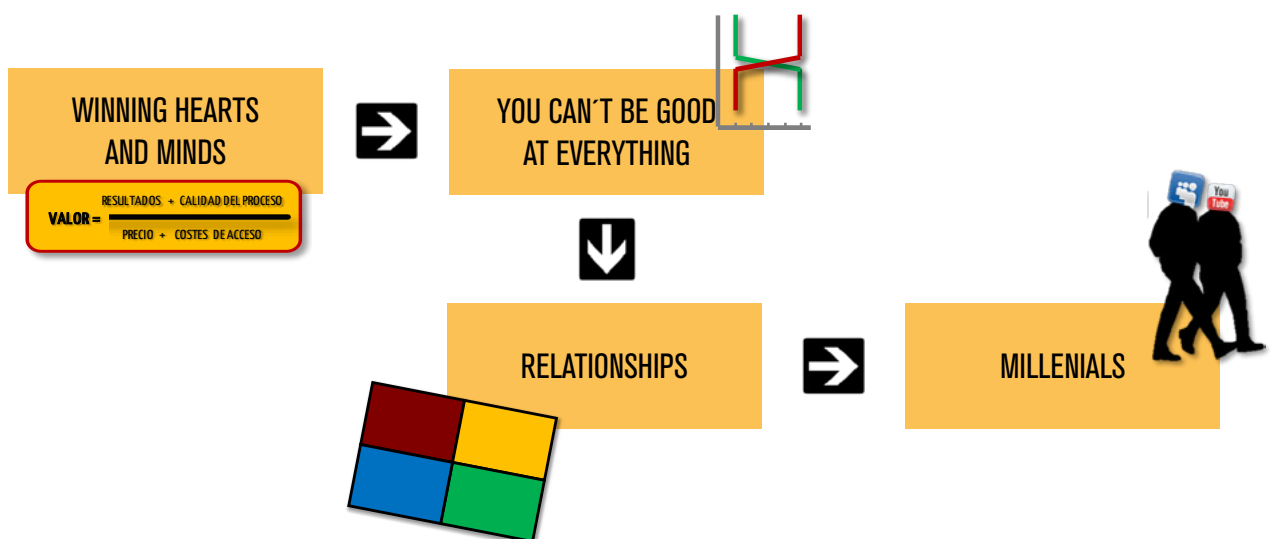 WINNING HEARTS
AND MINDS
YOU CAN´T BE GOOD
AT EVERYTHING
RESULTADOS + CALIDAD DEL PROCESO
VALOR =
PRECIO + COSTES DE ACCESO
You
Tube
RELATIONSHIPS
MILLENIALS